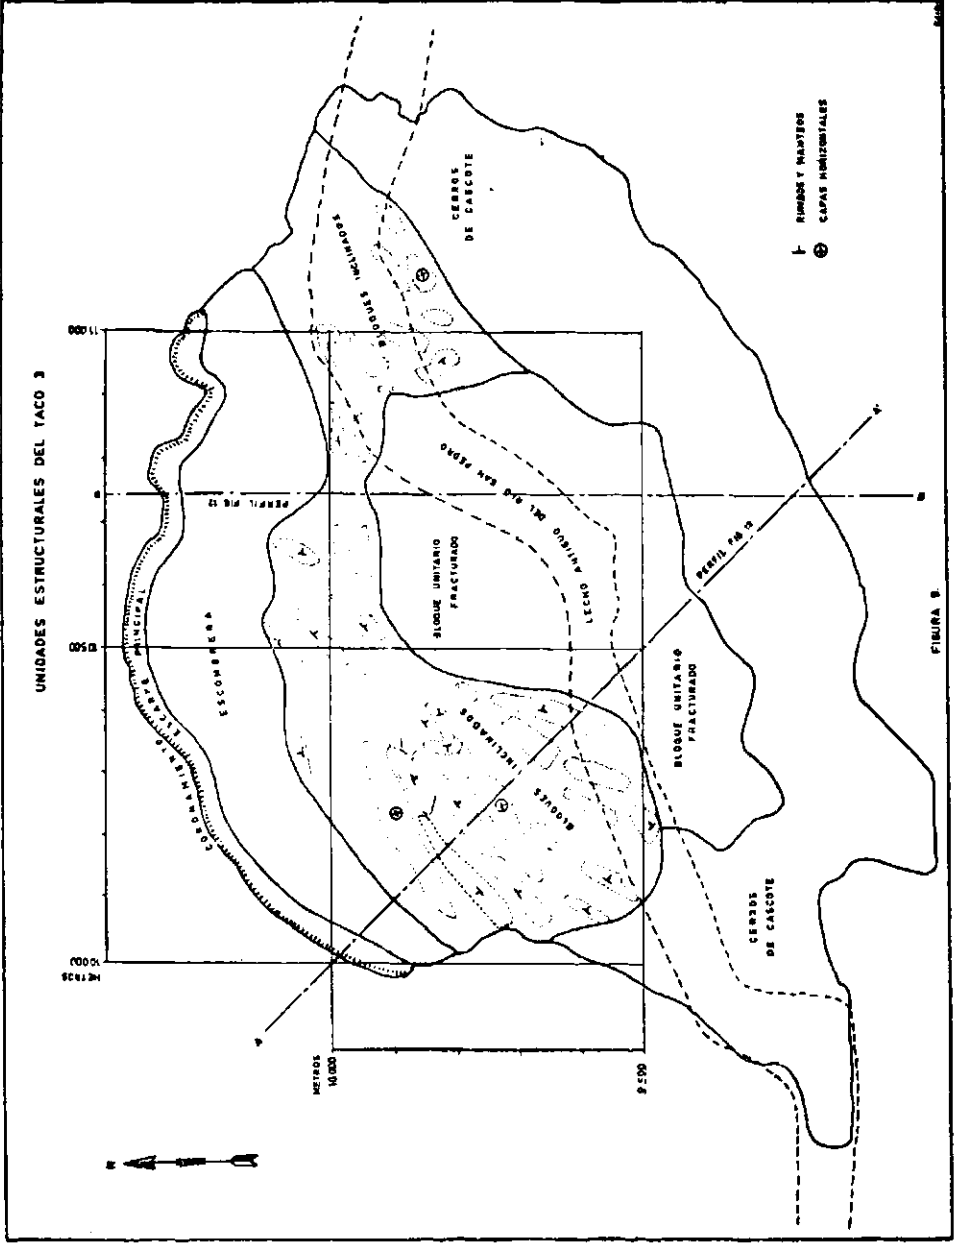 UNIDADES ESTRUCTURALES DEL TACO 3
11.000
10.500
10.000
METROS
B
B
A
A'
CORONAMIENTO
ESCARPE PRINCIPAL
ESCOMBRERA
PERFIL FIG 12
BLOQUES INCLINADOS
CERROS
DE CASCOTE
BLOQUE UNITARIO
FRACTURADO
LECHO ANTIGUO DEL RIO SAN PEDRO
BLOQUES INCLINADOS
PERFIL FIG 12
BLOQUE UNITARIO
FRACTURADO
CERROS
DE CASCOTE
METROS
10.000
9.500
N
RUMBOS Y MANTEOS
CAPAS HORIZONTALES
FIGURA 9.